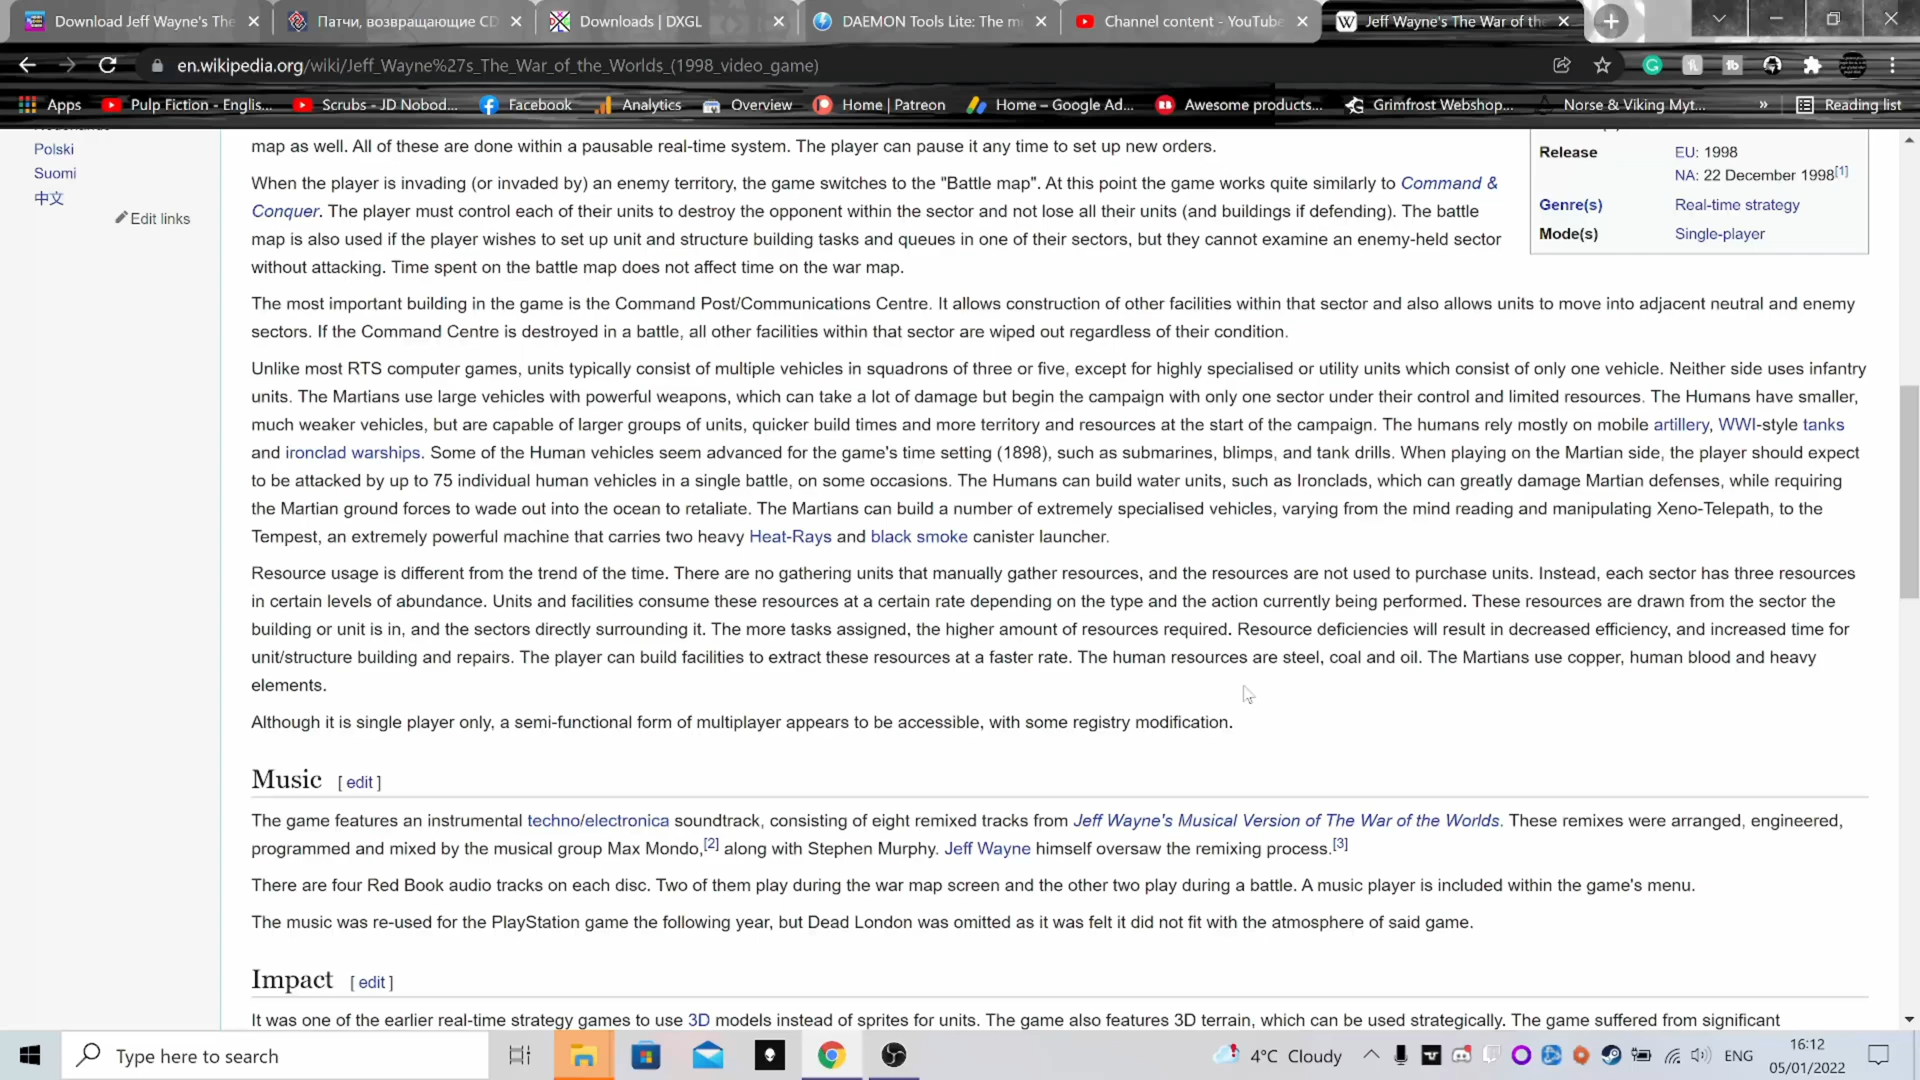 Download Jeff Wayne's The
Патчи, возвращающие CD
Downloads | DXGL
DAEMON Tools Lite: The m
Channel content - YouTube
Jeff Wayne's The War of th
en.wikipedia.org/wiki/Jeff_Wayne%27s_The_War_of_the_Worlds_(1998_video_game)
Apps
Pulp Fiction - Englis...
Scrubs - JD Nobod...
Facebook
Analytics
Overview
Home | Patreon
Home – Google Ad...
Awesome products...
Grimfrost Webshop...
Norse & Viking Myt...
»
Reading list
Polski
Suomi
中文
Edit links
map as well. All of these are done within a pausable real-time system. The player can pause it any time to set up new orders.
When the player is invading (or invaded by) an enemy territory, the game switches to the "Battle map". At this point the game works quite similarly to Command &
Conquer. The player must control each of their units to destroy the opponent within the sector and not lose all their units (and buildings if defending). The battle
map is also used if the player wishes to set up unit and structure building tasks and queues in one of their sectors, but they cannot examine an enemy-held sector
without attacking. Time spent on the battle map does not affect time on the war map.
Release EU: 1998
NA: 22 December 1998[1]
Genre(s) Real-time strategy
Mode(s) Single-player
The most important building in the game is the Command Post/Communications Centre. It allows construction of other facilities within that sector and also allows units to move into adjacent neutral and enemy
sectors. If the Command Centre is destroyed in a battle, all other facilities within that sector are wiped out regardless of their condition.
Unlike most RTS computer games, units typically consist of multiple vehicles in squadrons of three or five, except for highly specialised or utility units which consist of only one vehicle. Neither side uses infantry
units. The Martians use large vehicles with powerful weapons, which can take a lot of damage but begin the campaign with only one sector under their control and limited resources. The Humans have smaller,
much weaker vehicles, but are capable of larger groups of units, quicker build times and more territory and resources at the start of the campaign. The humans rely mostly on mobile artillery, WWI-style tanks
and ironclad warships. Some of the Human vehicles seem advanced for the game's time setting (1898), such as submarines, blimps, and tank drills. When playing on the Martian side, the player should expect
to be attacked by up to 75 individual human vehicles in a single battle, on some occasions. The Humans can build water units, such as Ironclads, which can greatly damage Martian defenses, while requiring
the Martian ground forces to wade out into the ocean to retaliate. The Martians can build a number of extremely specialised vehicles, varying from the mind reading and manipulating Xeno-Telepath, to the
Tempest, an extremely powerful machine that carries two heavy Heat-Rays and black smoke canister launcher.
Resource usage is different from the trend of the time. There are no gathering units that manually gather resources, and the resources are not used to purchase units. Instead, each sector has three resources
in certain levels of abundance. Units and facilities consume these resources at a certain rate depending on the type and the action currently being performed. These resources are drawn from the sector the
building or unit is in, and the sectors directly surrounding it. The more tasks assigned, the higher amount of resources required. Resource deficiencies will result in decreased efficiency, and increased time for
unit/structure building and repairs. The player can build facilities to extract these resources at a faster rate. The human resources are steel, coal and oil. The Martians use copper, human blood and heavy
elements.
Although it is single player only, a semi-functional form of multiplayer appears to be accessible, with some registry modification.
Music [ edit ]
The game features an instrumental techno/electronica soundtrack, consisting of eight remixed tracks from Jeff Wayne's Musical Version of The War of the Worlds. These remixes were arranged, engineered,
programmed and mixed by the musical group Max Mondo,[2] along with Stephen Murphy. Jeff Wayne himself oversaw the remixing process.[3]
There are four Red Book audio tracks on each disc. Two of them play during the war map screen and the other two play during a battle. A music player is included within the game's menu.
The music was re-used for the PlayStation game the following year, but Dead London was omitted as it was felt it did not fit with the atmosphere of said game.
Impact [ edit ]
It was one of the earlier real-time strategy games to use 3D models instead of sprites for units. The game also features 3D terrain, which can be used strategically. The game suffered from significant
Type here to search
4°C Cloudy
ENG
16:12
05/01/2022